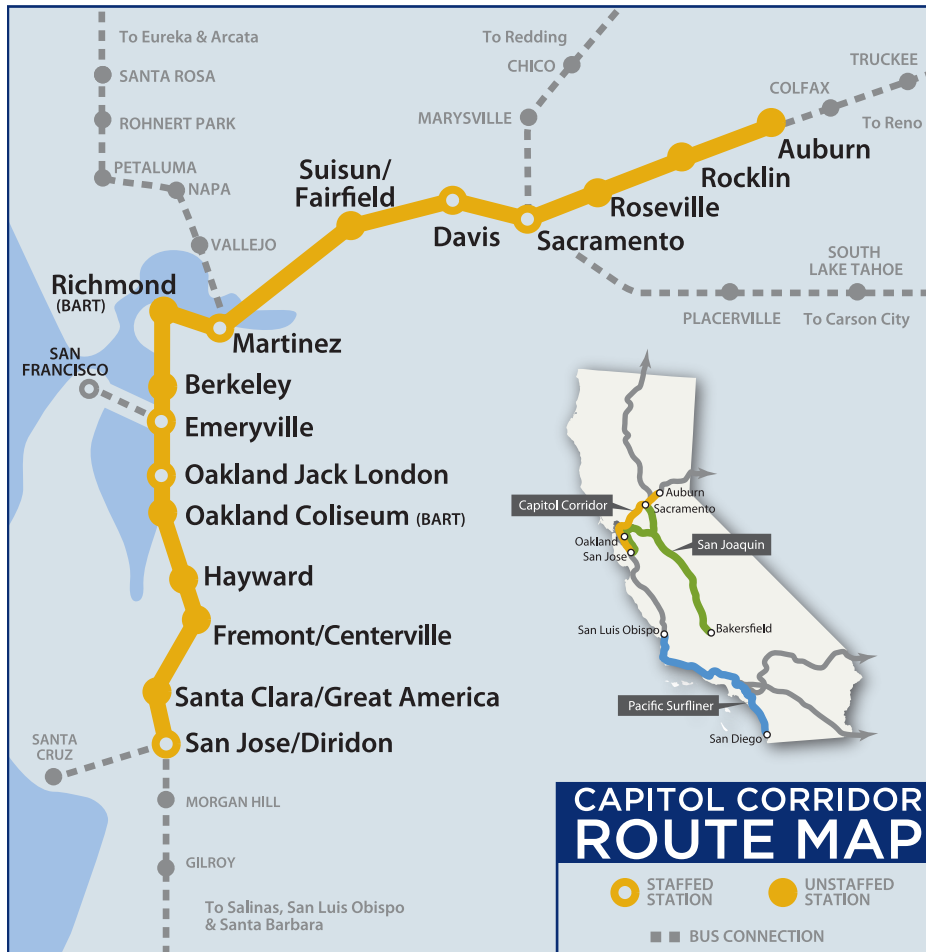 To Eureka & Arcata
SANTA ROSA
ROHNERT PARK
PETALUMA
NAPA
VALLEJO
To Redding
CHICO
MARYSVILLE
TRUCKEE
COLFAX
To Reno
Auburn
Rocklin
Roseville
Sacramento
Davis
Suisun/
Fairfield
SOUTH
LAKE TAHOE
PLACERVILLE
To Carson City
Richmond
(BART)
Martinez
SAN
FRANCISCO
Berkeley
Emeryville
Oakland Jack London
Oakland Coliseum (BART)
Hayward
Fremont/Centerville
Santa Clara/Great America
San Jose/Diridon
SANTA
CRUZ
MORGAN HILL
GILROY
To Salinas, San Luis Obispo
& Santa Barbara
Auburn
Capitol Corridor
Sacramento
Oakland
San Jose
San Joaquin
San Luis Obispo
Bakersfield
Pacific Surfliner
San Diego
CAPITOL CORRIDOR
ROUTE MAP
STAFFED
STATION
UNSTAFFED
STATION
BUS CONNECTION